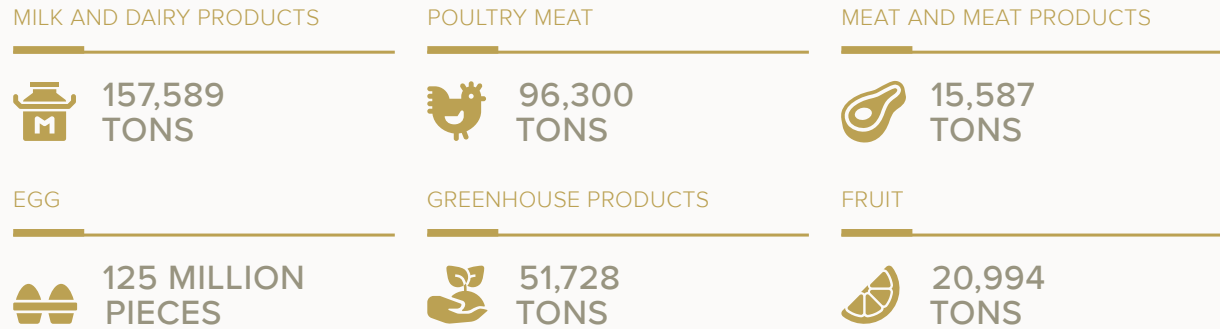 MILK AND DAIRY PRODUCTS
M
157,589
TONS
POULTRY MEAT
96,300
TONS
MEAT AND MEAT PRODUCTS
15,587
TONS
EGG
125 MILLION
PIECES
GREENHOUSE PRODUCTS
51,728
TONS
FRUIT
20,994
TONS